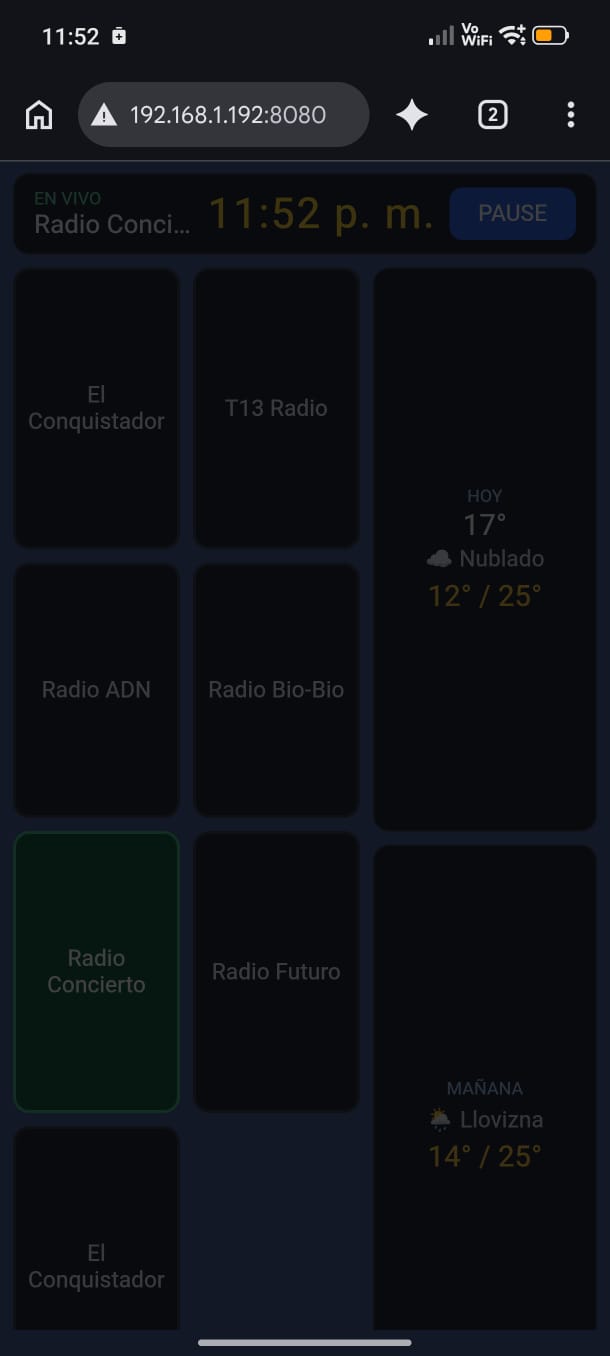 11:52
Vo
WiFi
192.168.1.192:8080
2
EN VIVO
Radio Conci...
11:52 p. m.
PAUSE
El
Conquistador
T13 Radio
HOY
17°
Nublado
12° / 25°
Radio ADN
Radio Bio-Bio
Radio
Concierto
Radio Futuro
MAÑANA
Llovizna
14° / 25°
El
Conquistador